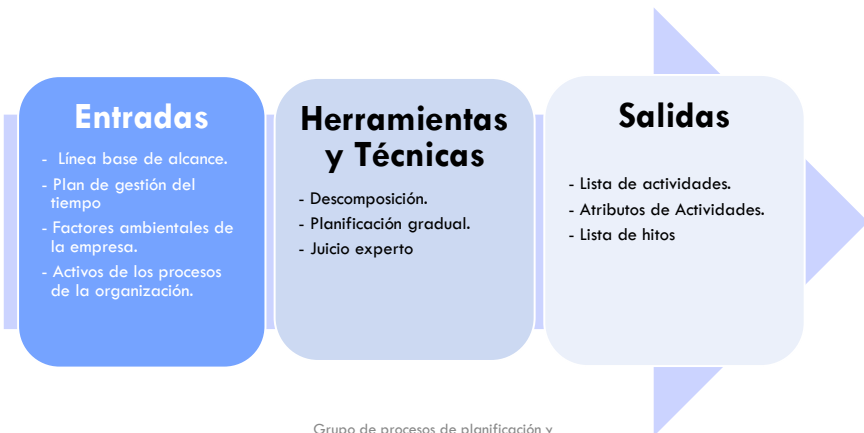 Entradas
- Línea base de alcance.
- Plan de gestión del
tiempo
- Factores ambientales de
la empresa.
- Activos de los procesos
de la organización.
Herramientas
y Técnicas
- Descomposición.
- Planificación gradual.
- Juicio experto
Salidas
- Lista de actividades.
- Atributos de Actividades.
- Lista de hitos
Grupo de procesos de planificación y